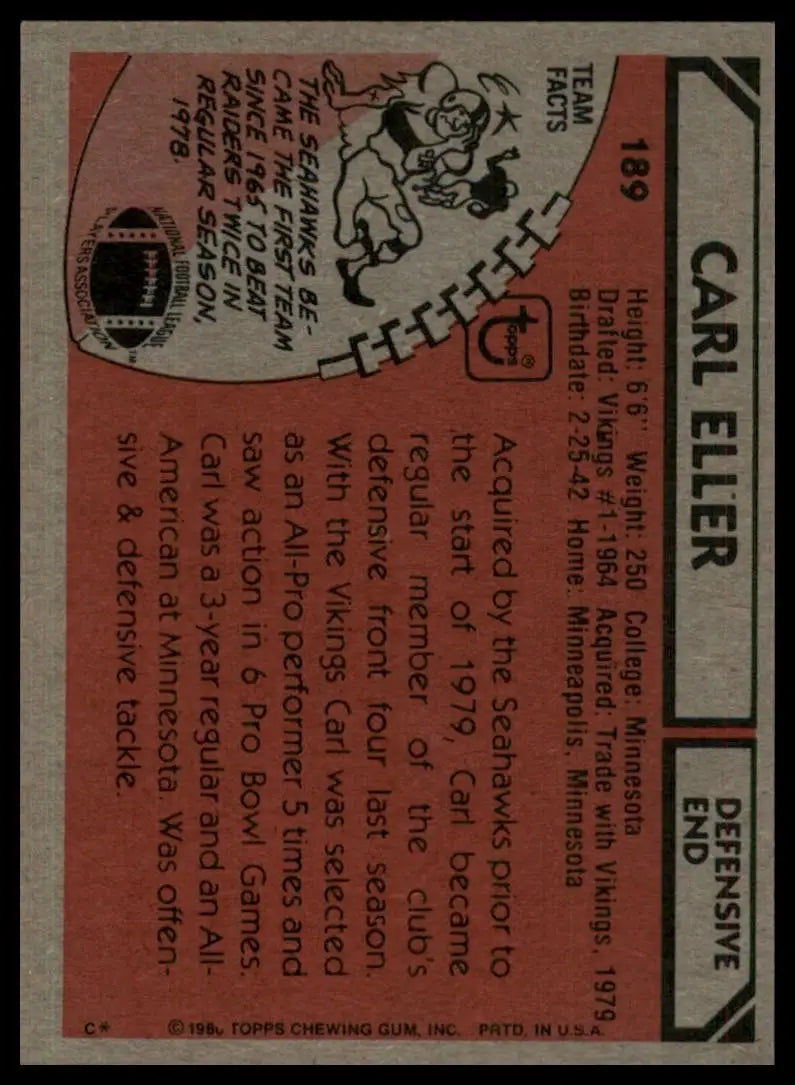 CARL ELLER
DEFENSIVE
END
189
Height: 6'6" Weight: 250 College: Minnesota
Drafted: Vikings #1-1964 Acquired: Trade with Vikings, 1979
Birthdate: 2-25-42 Home: Minneapolis, Minnesota
TEAM
FACTS
topps®
THE SEAHAWKS BE-
CAME THE FIRST TEAM
SINCE 1965 TO BEAT
RAIDERS TWICE IN
REGULAR SEASON,
1978.
NATIONAL FOOTBALL LEAGUE
PLAYERS ASSOCIATION™
Acquired by the Seahawks prior to
the start of 1979, Carl became
regular member of the club's
defensive front four last season.
With the Vikings Carl was selected
as an All-Pro performer 5 times and
saw action in 6 Pro Bowl Games.
Carl was a 3-year regular and an All-
American at Minnesota. Was offen-
sive & defensive tackle.
C* © 1980 TOPPS CHEWING GUM, INC. PRTD. IN U.S.A.